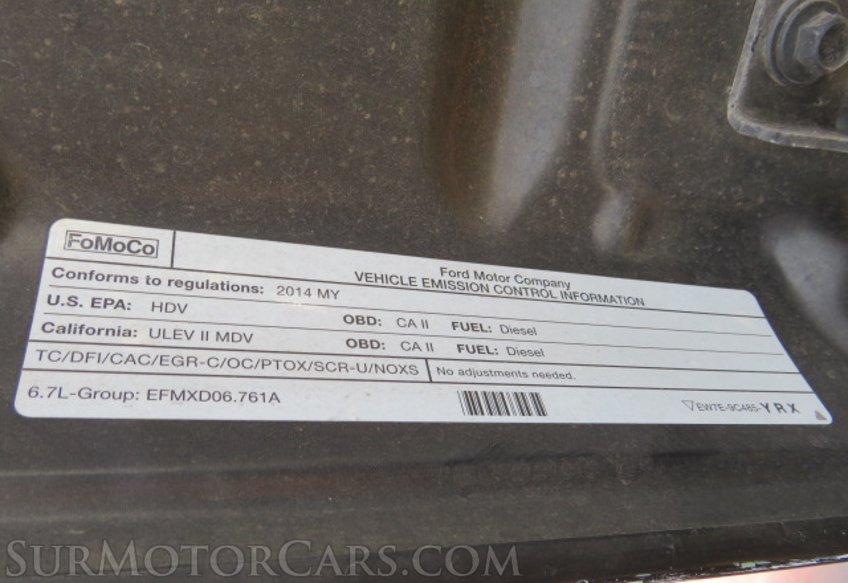 FoMoCo
Ford Motor Company
VEHICLE EMISSION CONTROL INFORMATION
Conforms to regulations: 2014 MY
U.S. EPA: HDV OBD: CA II FUEL: Diesel
California: ULEV II MDV OBD: CA II FUEL: Diesel
TC/DFI/CAC/EGR-C/OC/PTOX/SCR-U/NOXS No adjustments needed.
6.7L-Group: EFMXD06.761A EW7E-9C485-YRX
SURMOTORCARS.COM